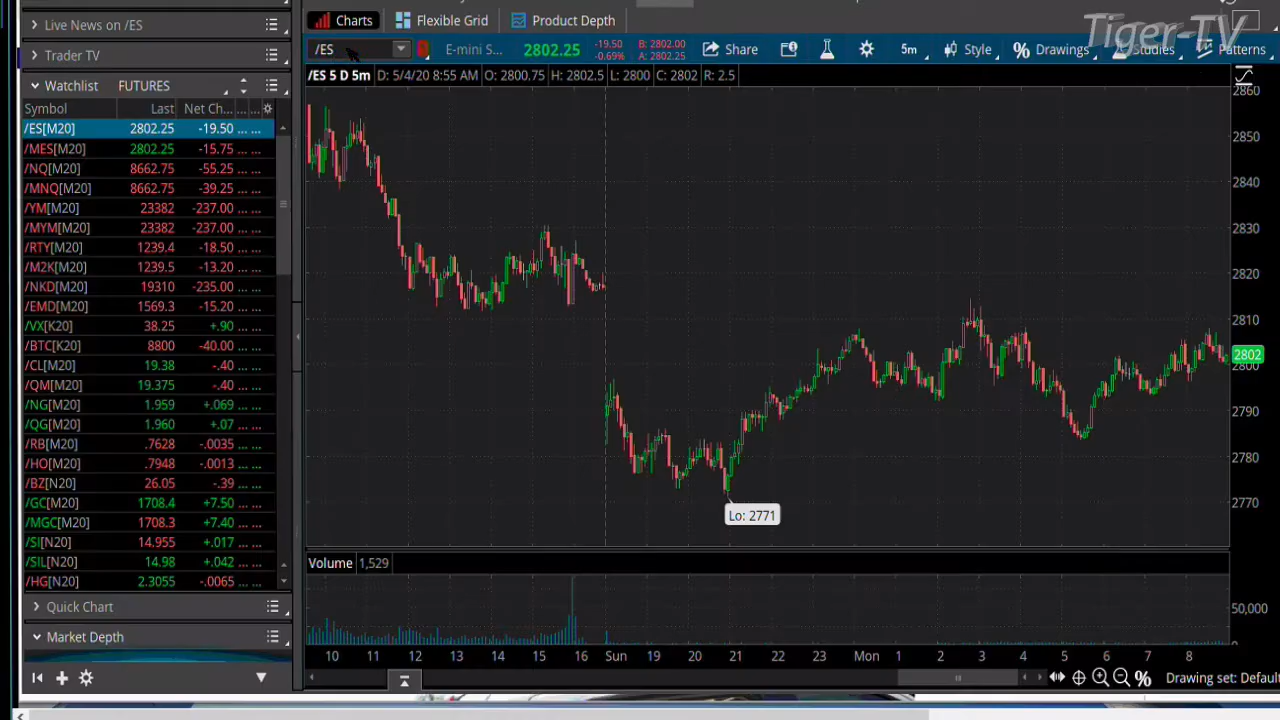 Live News on /ES
Trader TV
Watchlist FUTURES
Symbol Last Net Ch... ... ...
/ES[M20] 2802.25 -19.50 ... ...
/MES[M20] 2802.25 -15.75 ... ...
/NQ[M20] 8662.75 -55.25 ... ...
/MNQ[M20] 8662.75 -39.25 ... ...
/YM[M20] 23382 -237.00 ... ...
/MYM[M20] 23382 -237.00 ... ...
/RTY[M20] 1239.4 -18.50 ... ...
/M2K[M20] 1239.5 -13.20 ... ...
/NKD[M20] 19310 -235.00 ... ...
/EMD[M20] 1569.3 -15.20 ... ...
/VX[K20] 38.25 +.90 ... ...
/BTC[K20] 8800 -40.00 ... ...
/CL[M20] 19.38 -.40 ... ...
/QM[M20] 19.375 -.40 ... ...
/NG[M20] 1.959 +.069 ... ...
/QG[M20] 1.960 +.07 ... ...
/RB[M20] .7628 -.0035 ... ...
/HO[M20] .7948 -.0013 ... ...
/BZ[N20] 26.05 -.39 ... ...
/GC[M20] 1708.4 +7.50 ... ...
/MGC[M20] 1708.3 +7.40 ... ...
/SI[N20] 14.955 +.017 ... ...
/SIL[N20] 14.98 +.042 ... ...
/HG[N20] 2.3055 -.0065 ... ...
Quick Chart
Market Depth
Charts Flexible Grid Product Depth
Tiger-TV
/ES E-mini S... 2802.25 -19.50 B: 2802.00 Share 5m Style % Drawings Studies Patterns
-0.69% A: 2802.25
/ES 5 D 5m D: 5/4/20 8:55 AM O: 2800.75 H: 2802.5 L: 2800 C: 2802 R: 2.5
2860
2850
2840
2830
2820
2810
2802
2800
2790
2780
2770
Lo: 2771
Volume 1,529
50,000
0
10 11 12 13 14 15 16 Sun 19 20 21 22 23 Mon 1 2 3 4 5 6 7 8
% Drawing set: Default